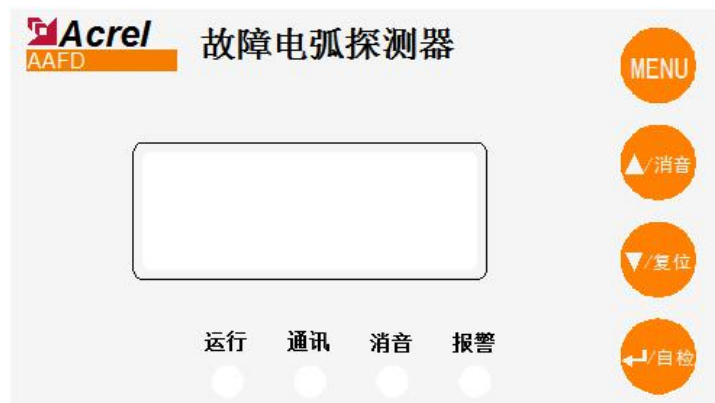 Acrel
AAFD
故障电弧探测器
MENU
▲/消音
▼/复位
↵/自检
运行 通讯 消音 报警